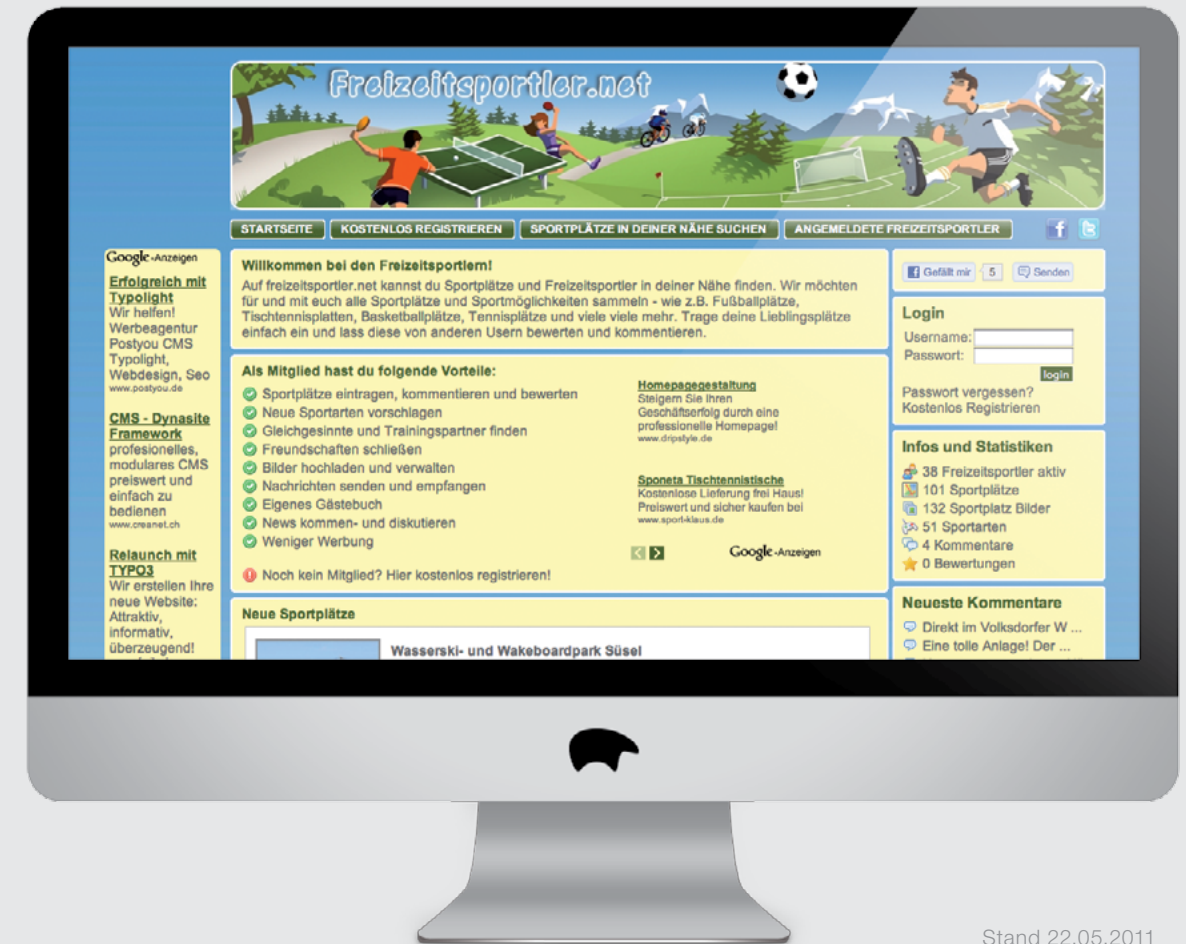 Freizeitsportler.net
STARTSEITE
KOSTENLOS REGISTRIEREN
SPORTPLÄTZE IN DEINER NÄHE SUCHEN
ANGEMELDETE FREIZEITSPORTLER
Google-Anzeigen
Erfolgreich mit
Typolight
Wir helfen!
Werbeagentur
Postyou CMS
Typolight,
Webdesign, Seo
www.postyou.de
CMS - Dynasite
Framework
profesionelles,
modulares CMS
preiswert und
einfach zu
bedienen
www.creanet.ch
Relaunch mit
TYPO3
Wir erstellen Ihre
neue Website:
Attraktiv,
informativ,
überzeugend!
Willkommen bei den Freizeitsportlern!
Auf freizeitsportler.net kannst du Sportplätze und Freizeitsportler in deiner Nähe finden. Wir möchten
für und mit euch alle Sportplätze und Sportmöglichkeiten sammeln - wie z.B. Fußballplätze,
Tischtennisplatten, Basketballplätze, Tennisplätze und viele viele mehr. Trage deine Lieblingsplätze
einfach ein und lass diese von anderen Usern bewerten und kommentieren.
Als Mitglied hast du folgende Vorteile:
Sportplätze eintragen, kommentieren und bewerten
Neue Sportarten vorschlagen
Gleichgesinnte und Trainingspartner finden
Freundschaften schließen
Bilder hochladen und verwalten
Nachrichten senden und empfangen
Eigenes Gästebuch
News kommen- und diskutieren
Weniger Werbung
Noch kein Mitglied? Hier kostenlos registrieren!
Homepagegestaltung
Steigern Sie Ihren
Geschäftserfolg durch eine
professionelle Homepage!
www.dripstyle.de
Sponeta Tischtennistische
Kostenlose Lieferung frei Haus!
Preiswert und sicher kaufen bei
www.sport-klaus.de
Google-Anzeigen
Neue Sportplätze
Wasserski- und Wakeboardpark Süsel
Gefällt mir 5 Senden
Login
Username:
Passwort:
login
Passwort vergessen?
Kostenlos Registrieren
Infos und Statistiken
38 Freizeitsportler aktiv
101 Sportplätze
132 Sportplatz Bilder
51 Sportarten
4 Kommentare
0 Bewertungen
Neueste Kommentare
Direkt im Volksdorfer W ...
Eine tolle Anlage! Der ...
Stand 22.05.2011